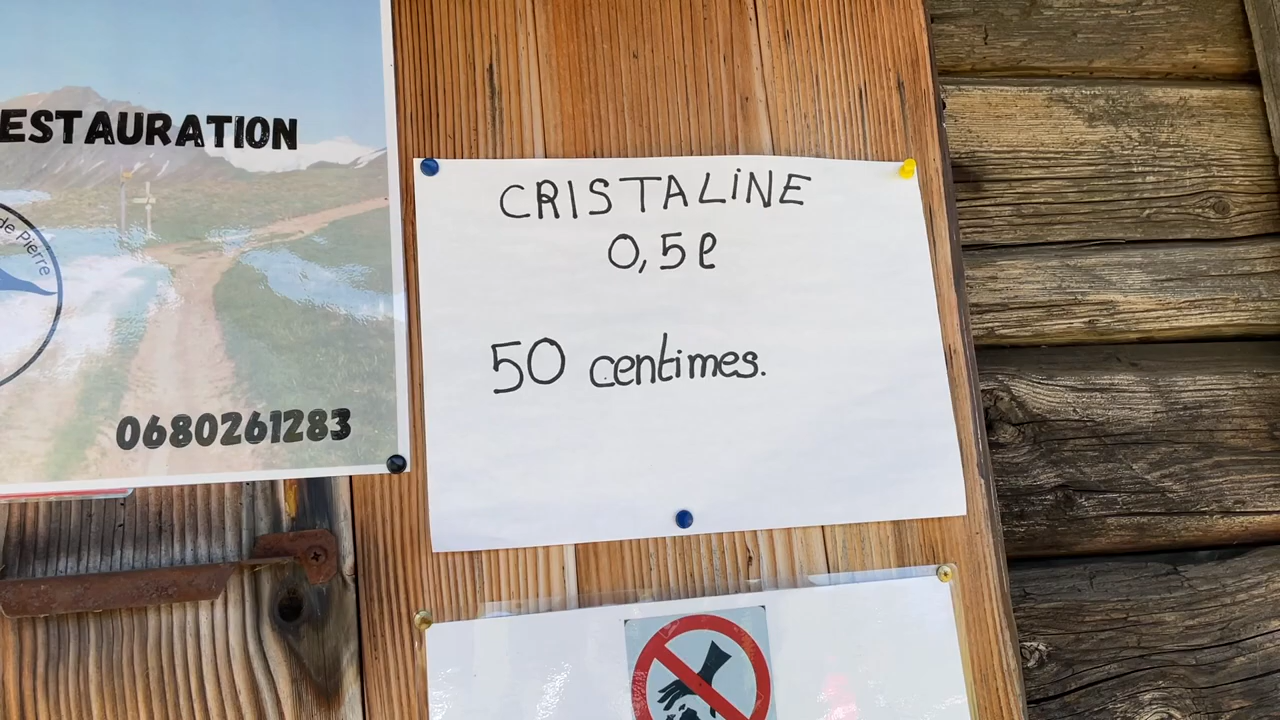 ESTAURATION
de Pierre
0680261283
CRISTALiNE
0,5l
50 centimes.